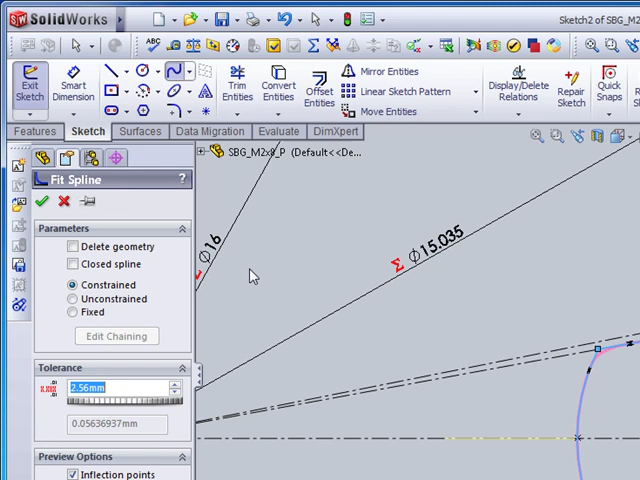 SolidWorks
Sketch2 of SBG_M2
Exit Sketch
Smart Dimension
Trim Entities
Convert Entities
Offset Entities
Mirror Entities
Linear Sketch Pattern
Move Entities
Display/Delete Relations
Repair Sketch
Quick Snaps
Features
Sketch
Surfaces
Data Migration
Evaluate
DimXpert
SBG_M2x8_P (Default<<De...
Fit Spline
?
Parameters
Delete geometry
Closed spline
Constrained
Unconstrained
Fixed
Edit Chaining
Tolerance
2.56mm
0.05636937mm
Preview Options
Inflection points
Σ Ø16
Σ Ø15.035